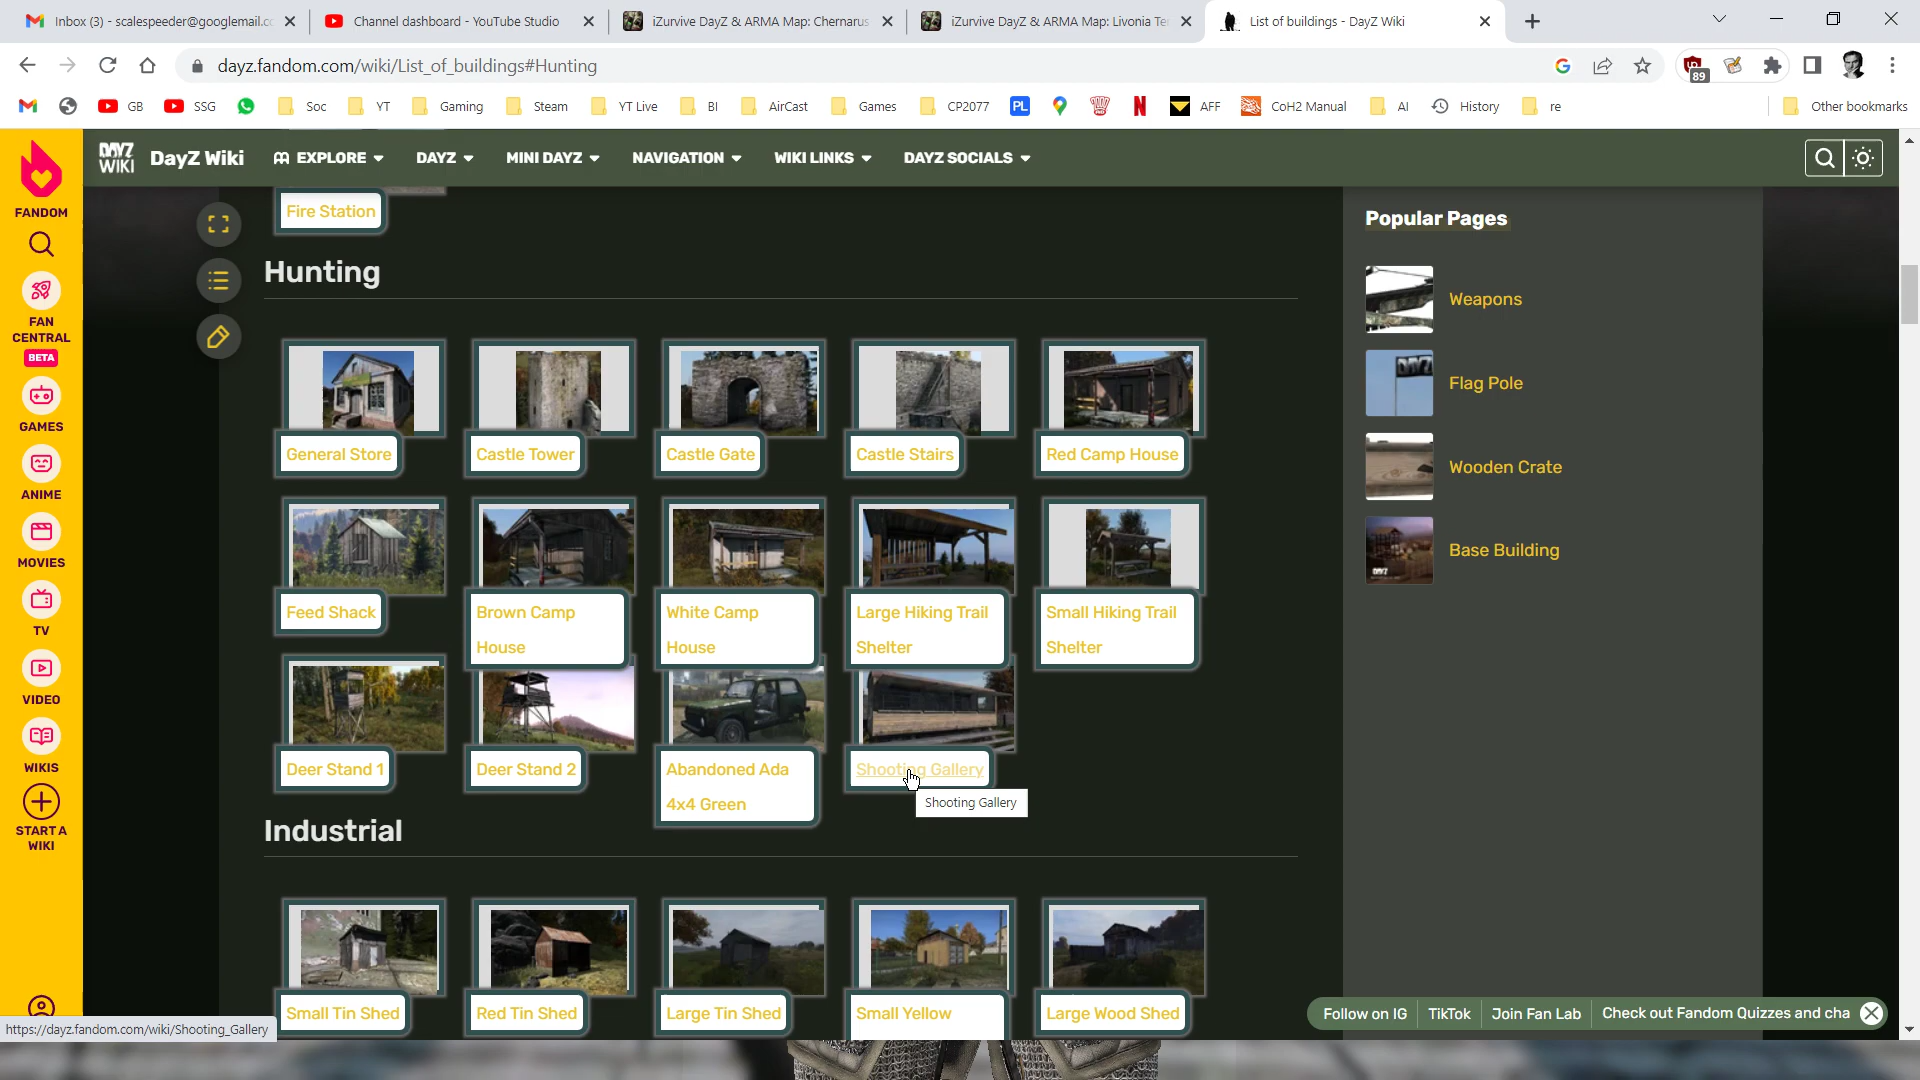 Inbox (3) - scalespeeder@googlemail.cc
Channel dashboard - YouTube Studio
iZurvive DayZ & ARMA Map: Chernarus
iZurvive DayZ & ARMA Map: Livonia Te
List of buildings - DayZ Wiki
dayz.fandom.com/wiki/List_of_buildings#Hunting
89
GB
SSG
Soc
YT
Gaming
Steam
YT Live
BI
AirCast
Games
CP2077
PL
AFF
CoH2 Manual
AI
History
re
Other bookmarks
DAYZ WIKI
DayZ Wiki
EXPLORE
DAYZ
MINI DAYZ
NAVIGATION
WIKI LINKS
DAYZ SOCIALS
FANDOM
FAN CENTRAL
BETA
GAMES
ANIME
MOVIES
TV
VIDEO
WIKIS
START A WIKI
Fire Station
Hunting
General Store
Castle Tower
Castle Gate
Castle Stairs
Red Camp House
Feed Shack
Brown Camp House
White Camp House
Large Hiking Trail Shelter
Small Hiking Trail Shelter
Deer Stand 1
Deer Stand 2
Abandoned Ada 4x4 Green
Shooting Gallery
Shooting Gallery
Industrial
Small Tin Shed
Red Tin Shed
Large Tin Shed
Small Yellow
Large Wood Shed
Popular Pages
Weapons
Flag Pole
Wooden Crate
Base Building
Follow on IG
TikTok
Join Fan Lab
Check out Fandom Quizzes and cha
https://dayz.fandom.com/wiki/Shooting_Gallery